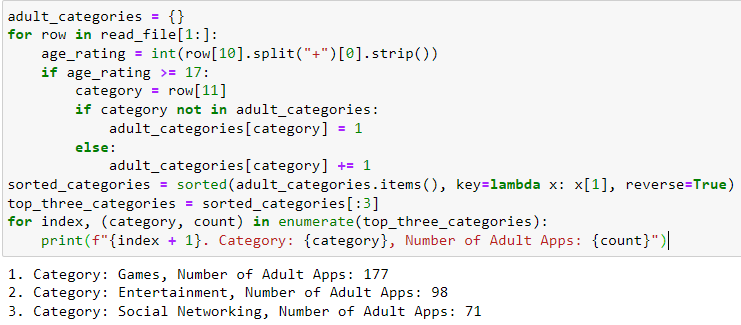 adult_categories = {}
for row in read_file[1:]:
    age_rating = int(row[10].split("+")[0].strip())
    if age_rating >= 17:
        category = row[11]
        if category not in adult_categories:
            adult_categories[category] = 1
        else:
            adult_categories[category] += 1
sorted_categories = sorted(adult_categories.items(), key=lambda x: x[1], reverse=True)
top_three_categories = sorted_categories[:3]
for index, (category, count) in enumerate(top_three_categories):
    print(f"{index + 1}. Category: {category}, Number of Adult Apps: {count}")
1. Category: Games, Number of Adult Apps: 177
2. Category: Entertainment, Number of Adult Apps: 98
3. Category: Social Networking, Number of Adult Apps: 71